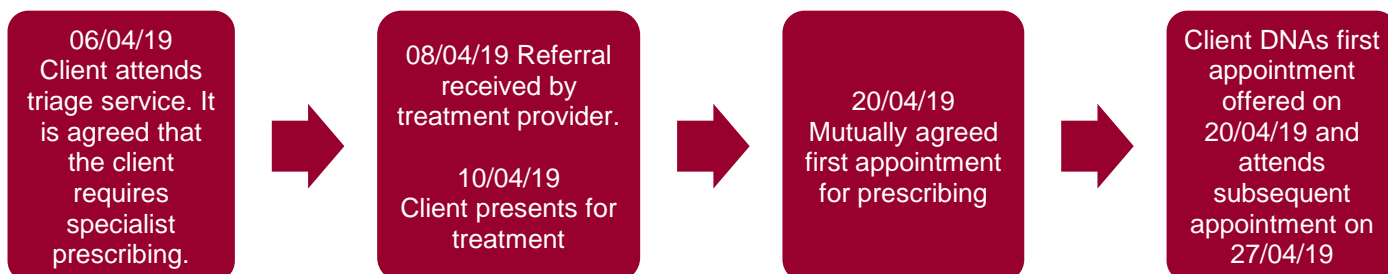 06/04/19
Client attends
triage service. It
is agreed that
the client
requires
specialist
prescribing.
08/04/19 Referral
received by
treatment provider.
10/04/19
Client presents for
treatment
20/04/19
Mutually agreed
first appointment
for prescribing
Client DNAs first
appointment
offered on
20/04/19 and
attends
subsequent
appointment on
27/04/19